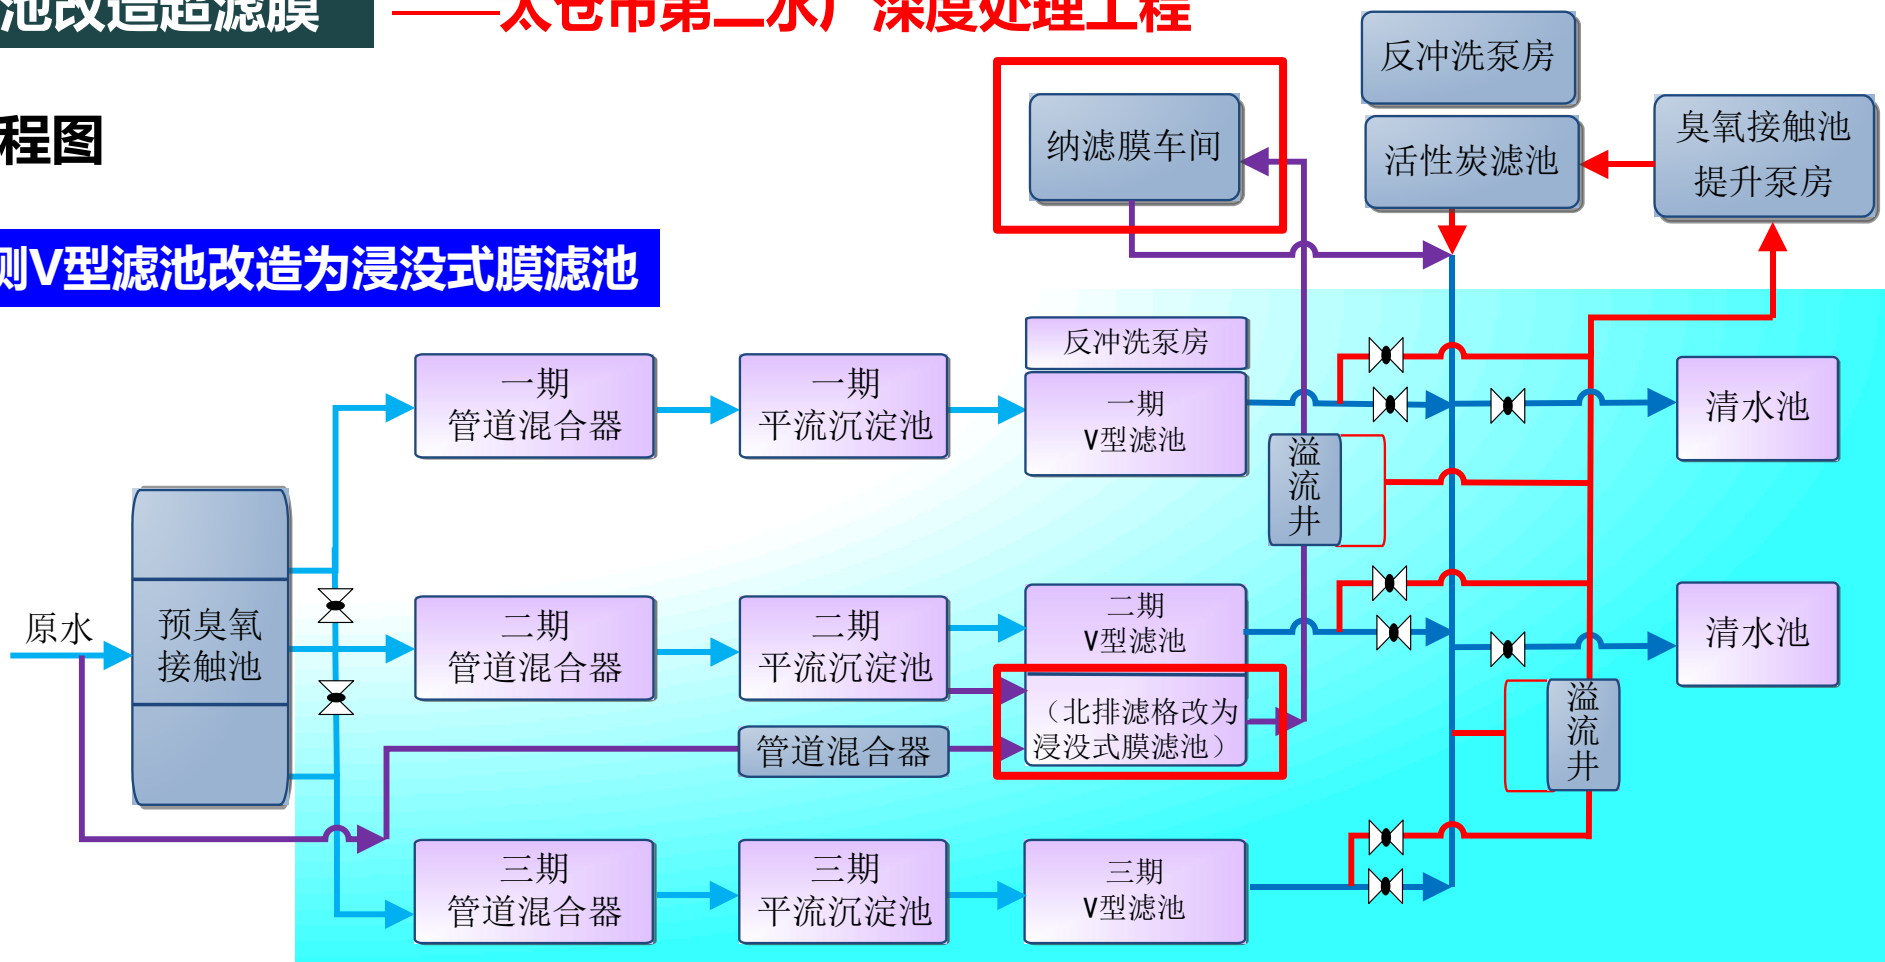 池改造超滤膜
——太仓市第二水厂深度处理工程
程图
测V型滤池改造为浸没式膜滤池
反冲洗泵房
纳滤膜车间
活性炭滤池
臭氧接触池
提升泵房
反冲洗泵房
一期
管道混合器
一期
平流沉淀池
一期
V型滤池
清水池
溢流井
原水
预臭氧
接触池
二期
管道混合器
二期
平流沉淀池
二期
V型滤池
清水池
(北排滤格改为
浸没式膜滤池)
管道混合器
溢流井
三期
管道混合器
三期
平流沉淀池
三期
V型滤池